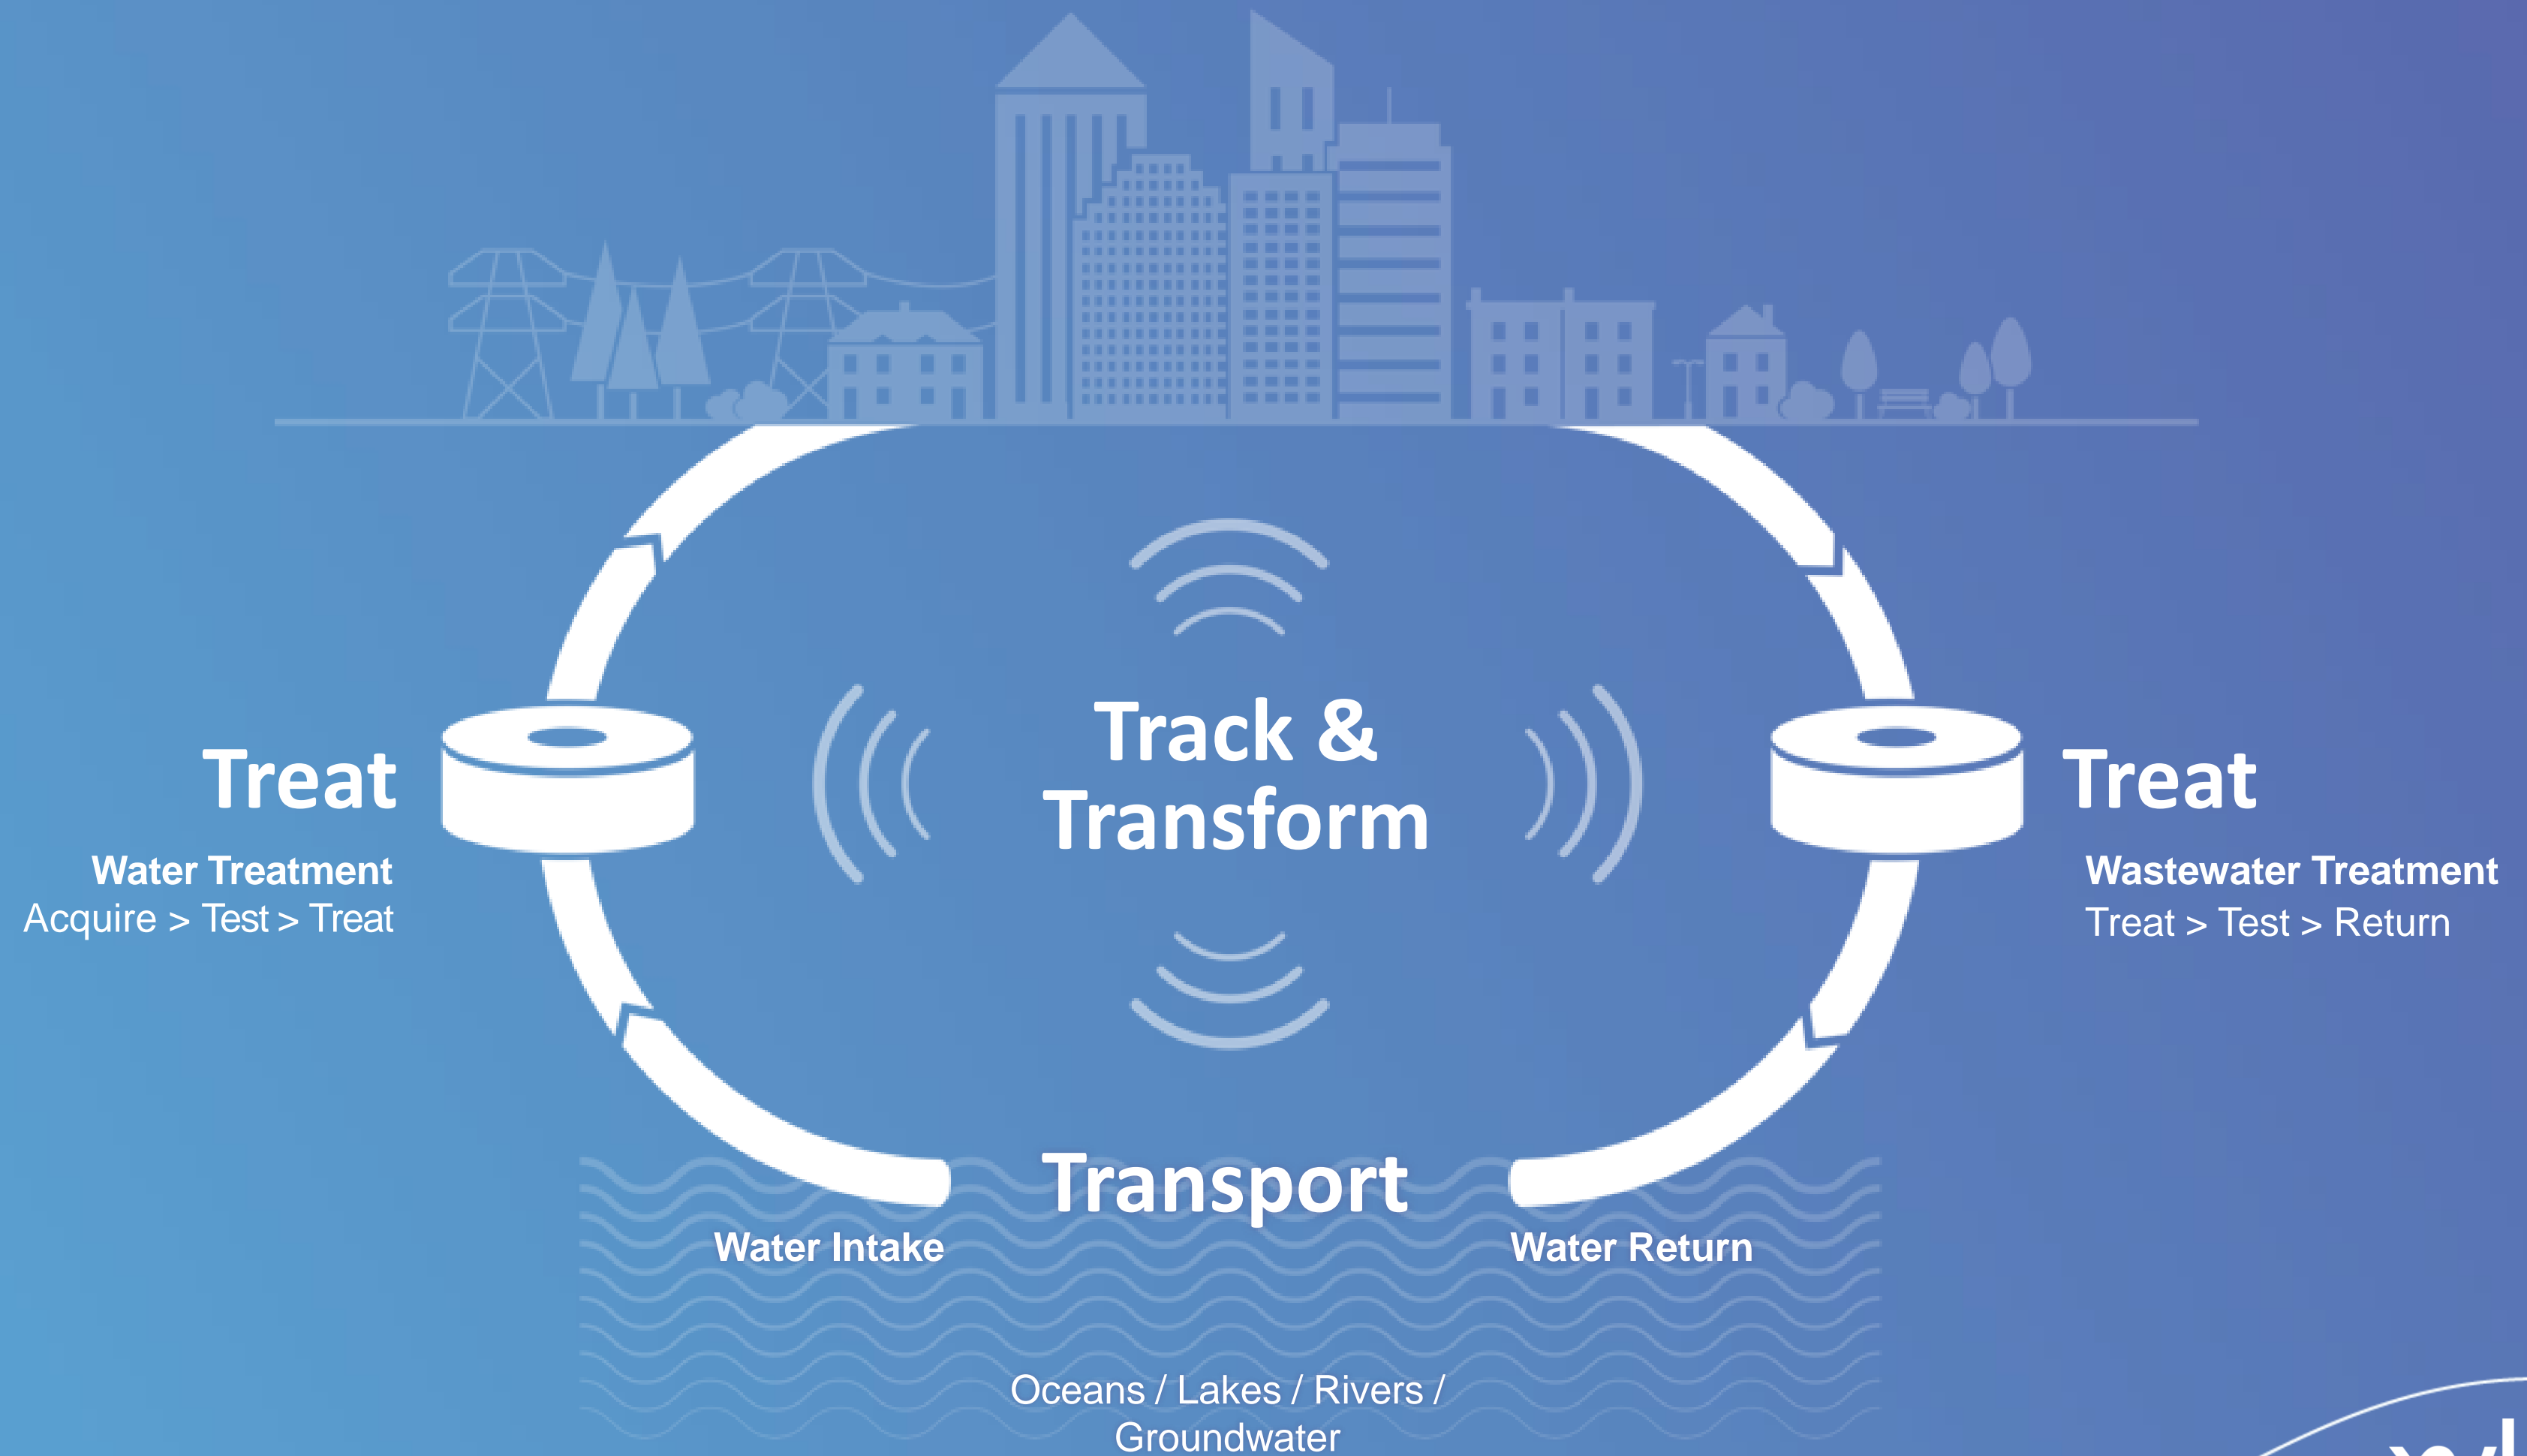 Track &
Transform
Treat
Water Treatment
Acquire > Test > Treat
Treat
Wastewater Treatment
Treat > Test > Return
Transport
Water Intake
Water Return
Oceans / Lakes / Rivers /
Groundwater